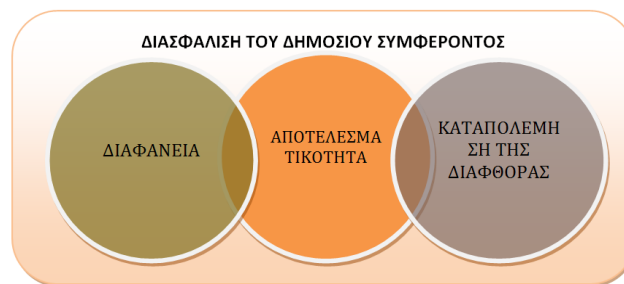 ΔΙΑΣΦΑΛΙΣΗ ΤΟΥ ΔΗΜΟΣΙΟΥ ΣΥΜΦΕΡΟΝΤΟΣ
ΔΙΑΦΑΝΕΙΑ
ΑΠΟΤΕΛΕΣΜΑ
ΤΙΚΟΤΗΤΑ
ΚΑΤΑΠΟΛΕΜΗ
ΣΗ ΤΗΣ
ΔΙΑΦΘΟΡΑΣ